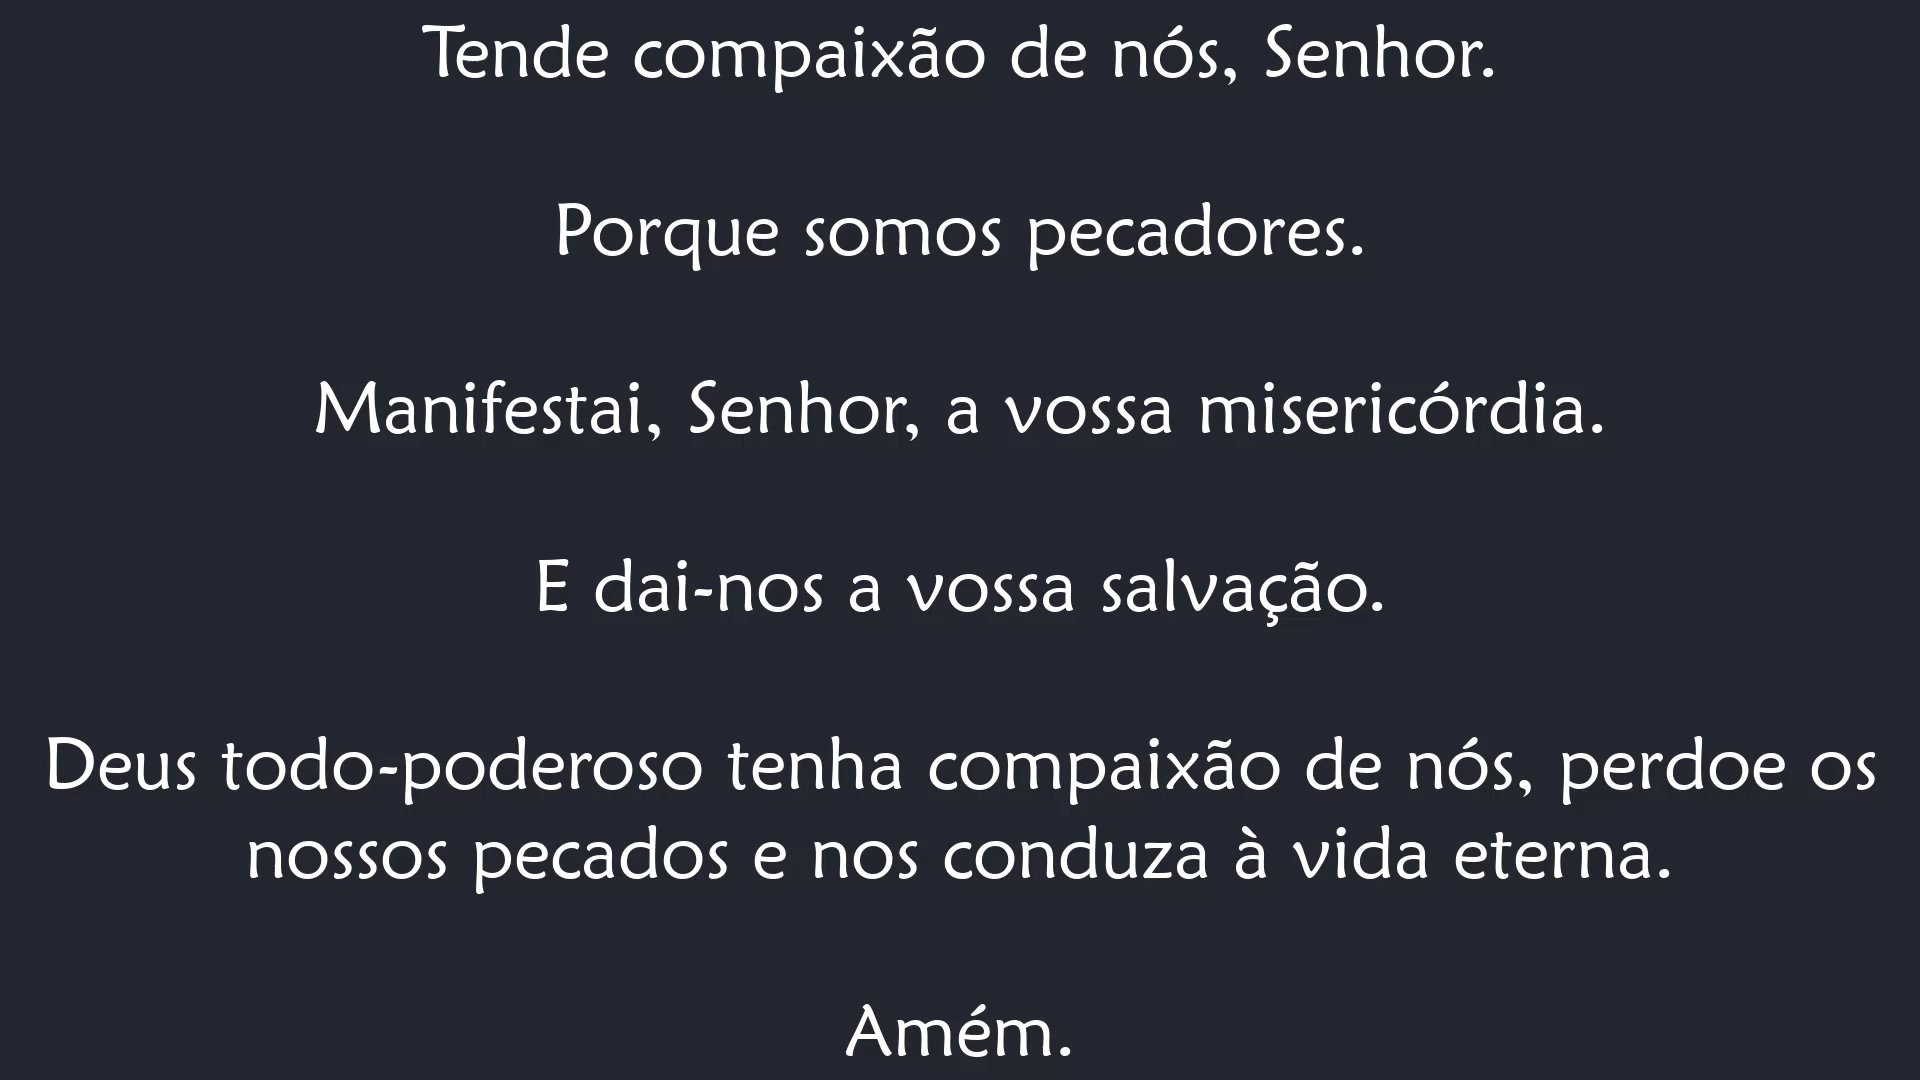 Tende compaixão de nós, Senhor.
Porque somos pecadores.
Manifestai, Senhor, a vossa misericórdia.
E dai-nos a vossa salvação.
Deus todo-poderoso tenha compaixão de nós, perdoe os
nossos pecados e nos conduza à vida eterna.
Amém.